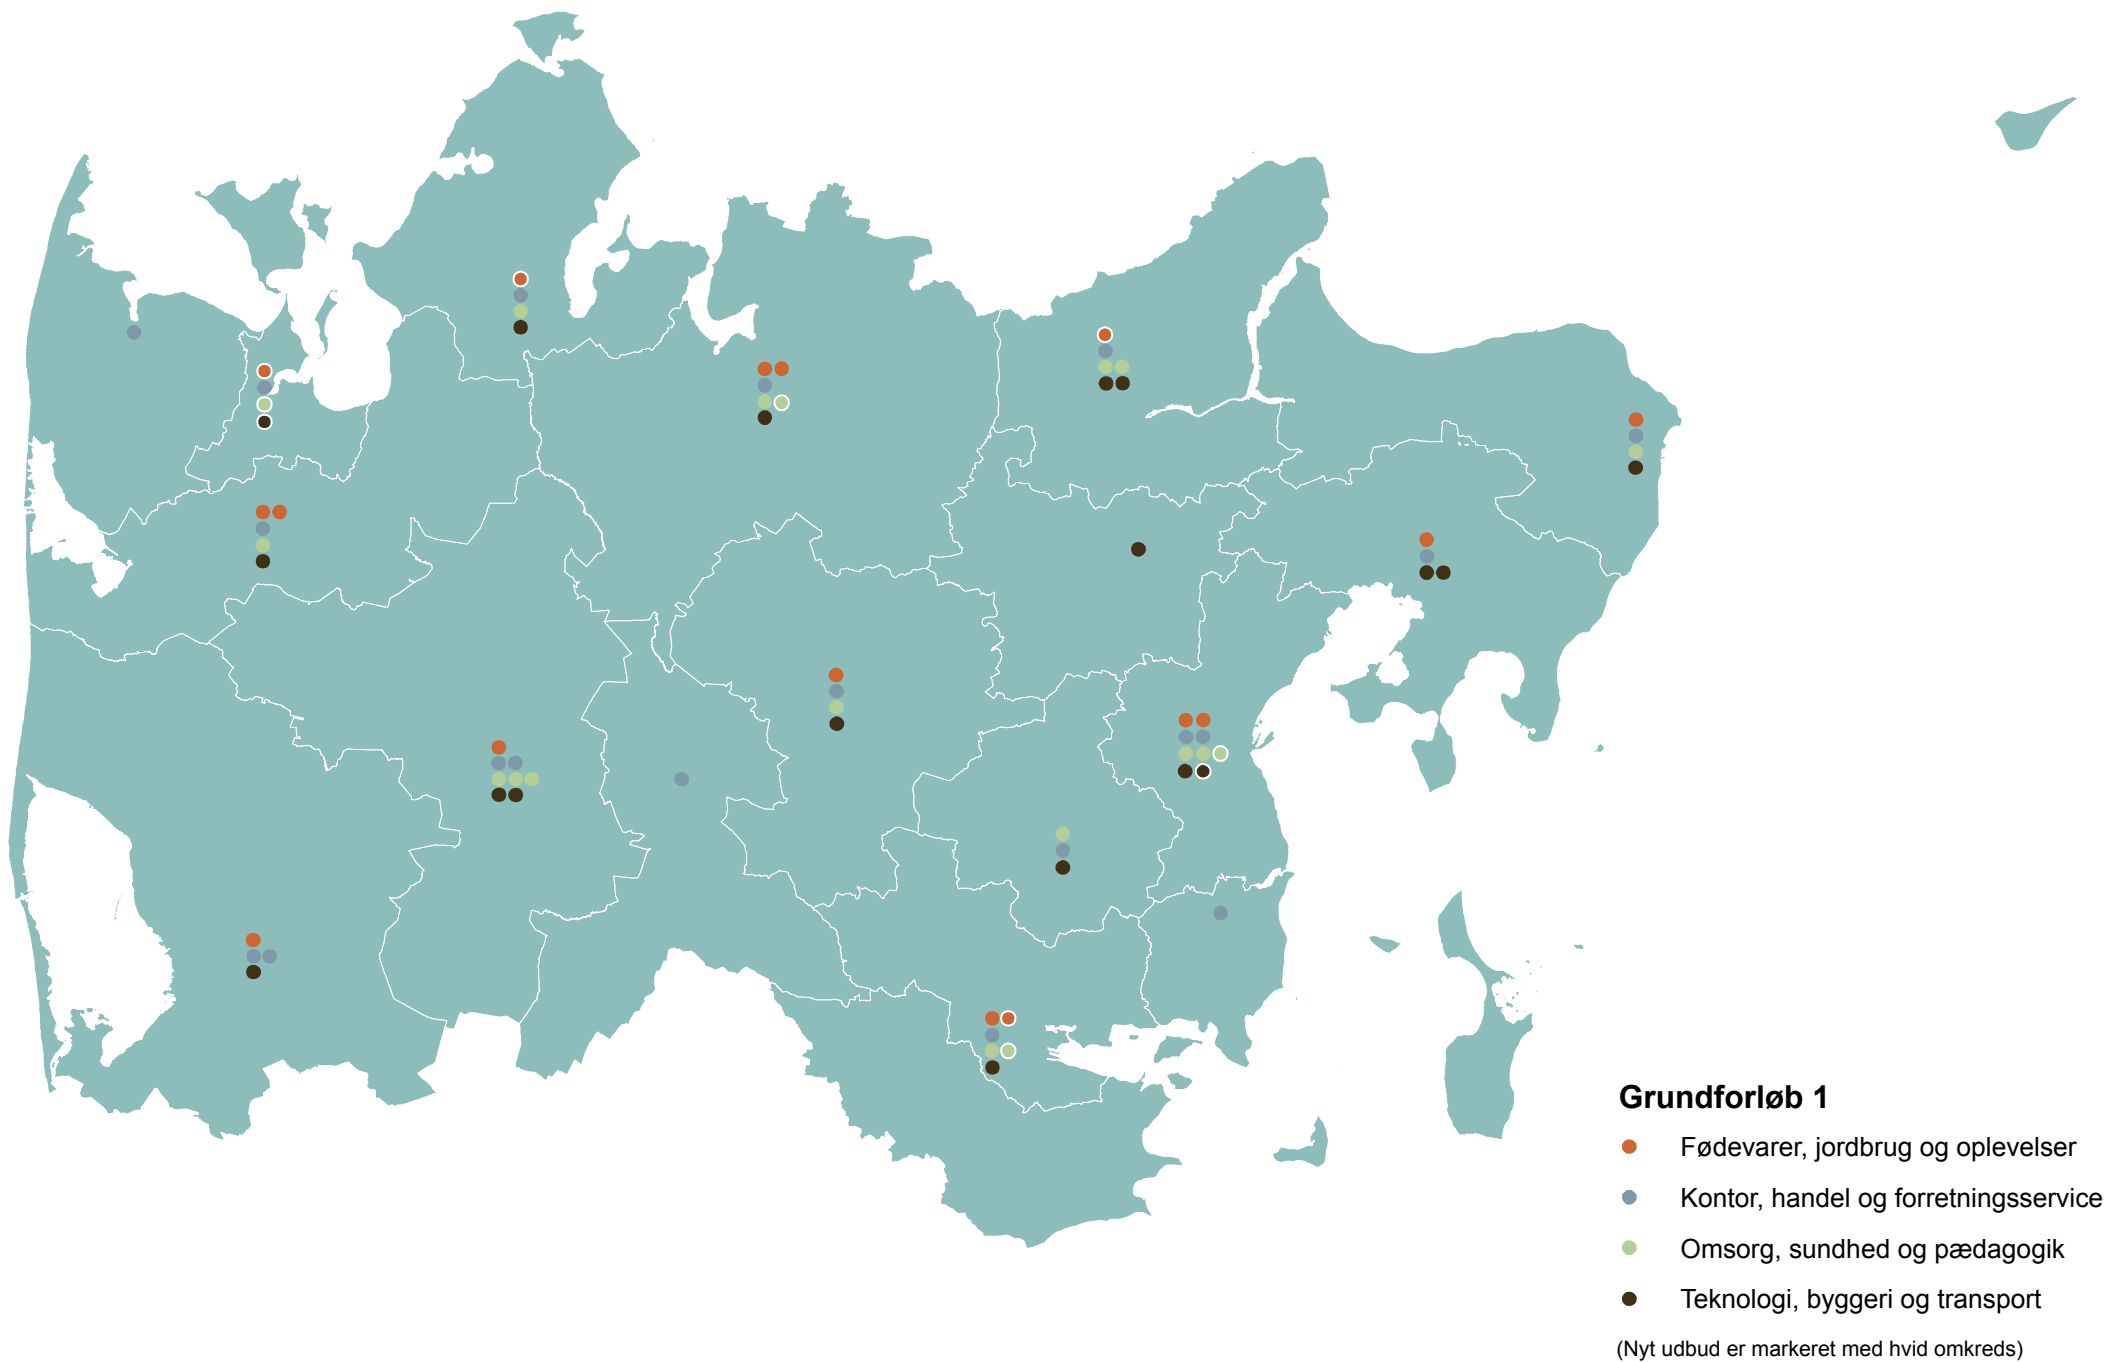 Grundforløb 1
Fødevarer, jordbrug og oplevelser
Kontor, handel og forretningsservice
Omsorg, sundhed og pædagogik
Teknologi, byggeri og transport
(Nyt udbud er markeret med hvid omkreds)